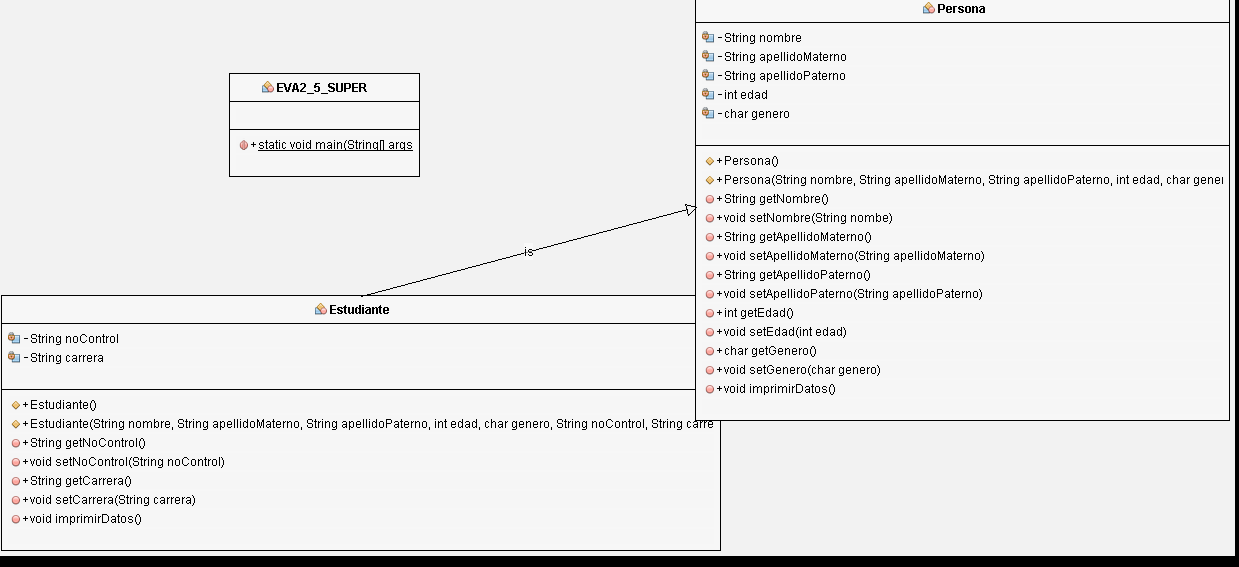 EVA2_5_SUPER
+static void main(String[] args
is
Persona
-String nombre
-String apellidoMaterno
-String apellidoPaterno
-int edad
-char genero
+Persona()
+Persona(String nombre, String apellidoMaterno, String apellidoPaterno, int edad, char gener
+String getNombre()
+void setNombre(String nombe)
+String getApellidoMaterno()
+void setApellidoMaterno(String apellidoMaterno)
+String getApellidoPaterno()
+void setApellidoPaterno(String apellidoPaterno)
+int getEdad()
+void setEdad(int edad)
+char getGenero()
+void setGenero(char genero)
+void imprimirDatos()
Estudiante
-String noControl
-String carrera
+Estudiante()
+Estudiante(String nombre, String apellidoMaterno, String apellidoPaterno, int edad, char genero, String noControl, String carre
+String getNoControl()
+void setNoControl(String noControl)
+String getCarrera()
+void setCarrera(String carrera)
+void imprimirDatos()